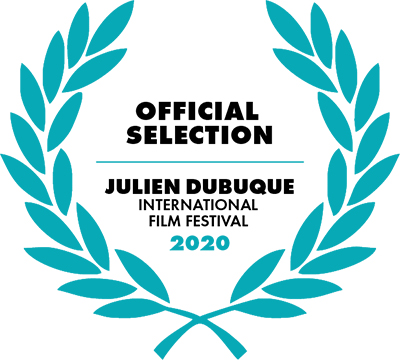 OFFICIAL
SELECTION
JULIEN DUBUQUE
INTERNATIONAL
FILM FESTIVAL
2020